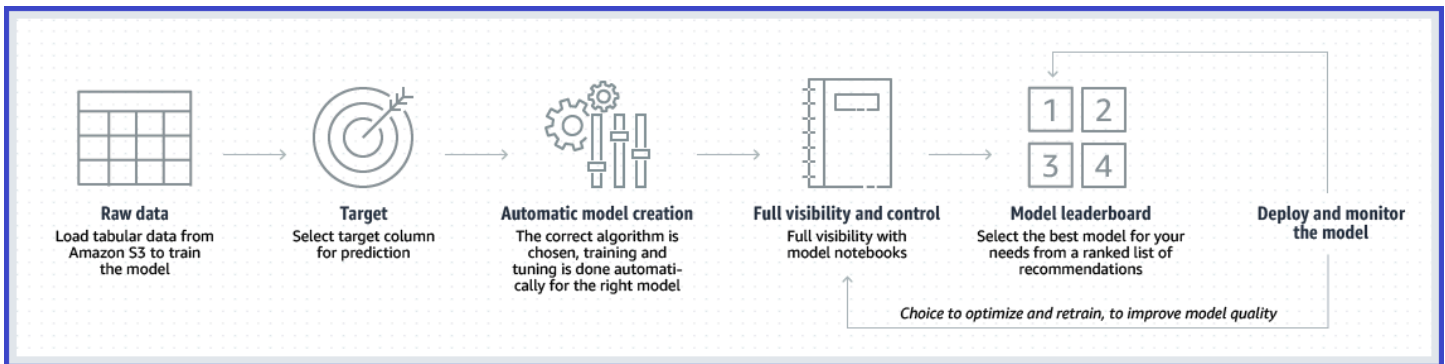 Raw data
Load tabular data from
Amazon S3 to train
the model
Target
Select target column
for prediction
Automatic model creation
The correct algorithm is
chosen, training and
tuning is done automati-
cally for the right model
Full visibility and control
Full visibility with
model notebooks
1 2
3 4
Model leaderboard
Select the best model for your
needs from a ranked list of
recommendations
Deploy and monitor
the model
Choice to optimize and retrain, to improve model quality